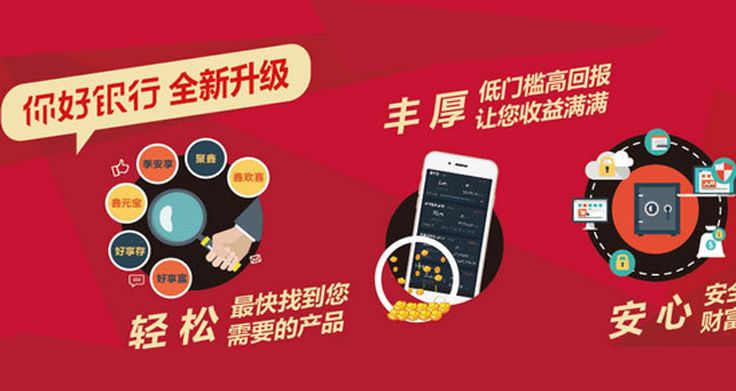 你好银行 全新升级
季安享
聚鑫
鑫欢喜
鑫元宝
好享存
好享富
轻松
最快找到您
需要的产品
丰厚
低门槛高回报
让您收益满满
安心
安全
财富